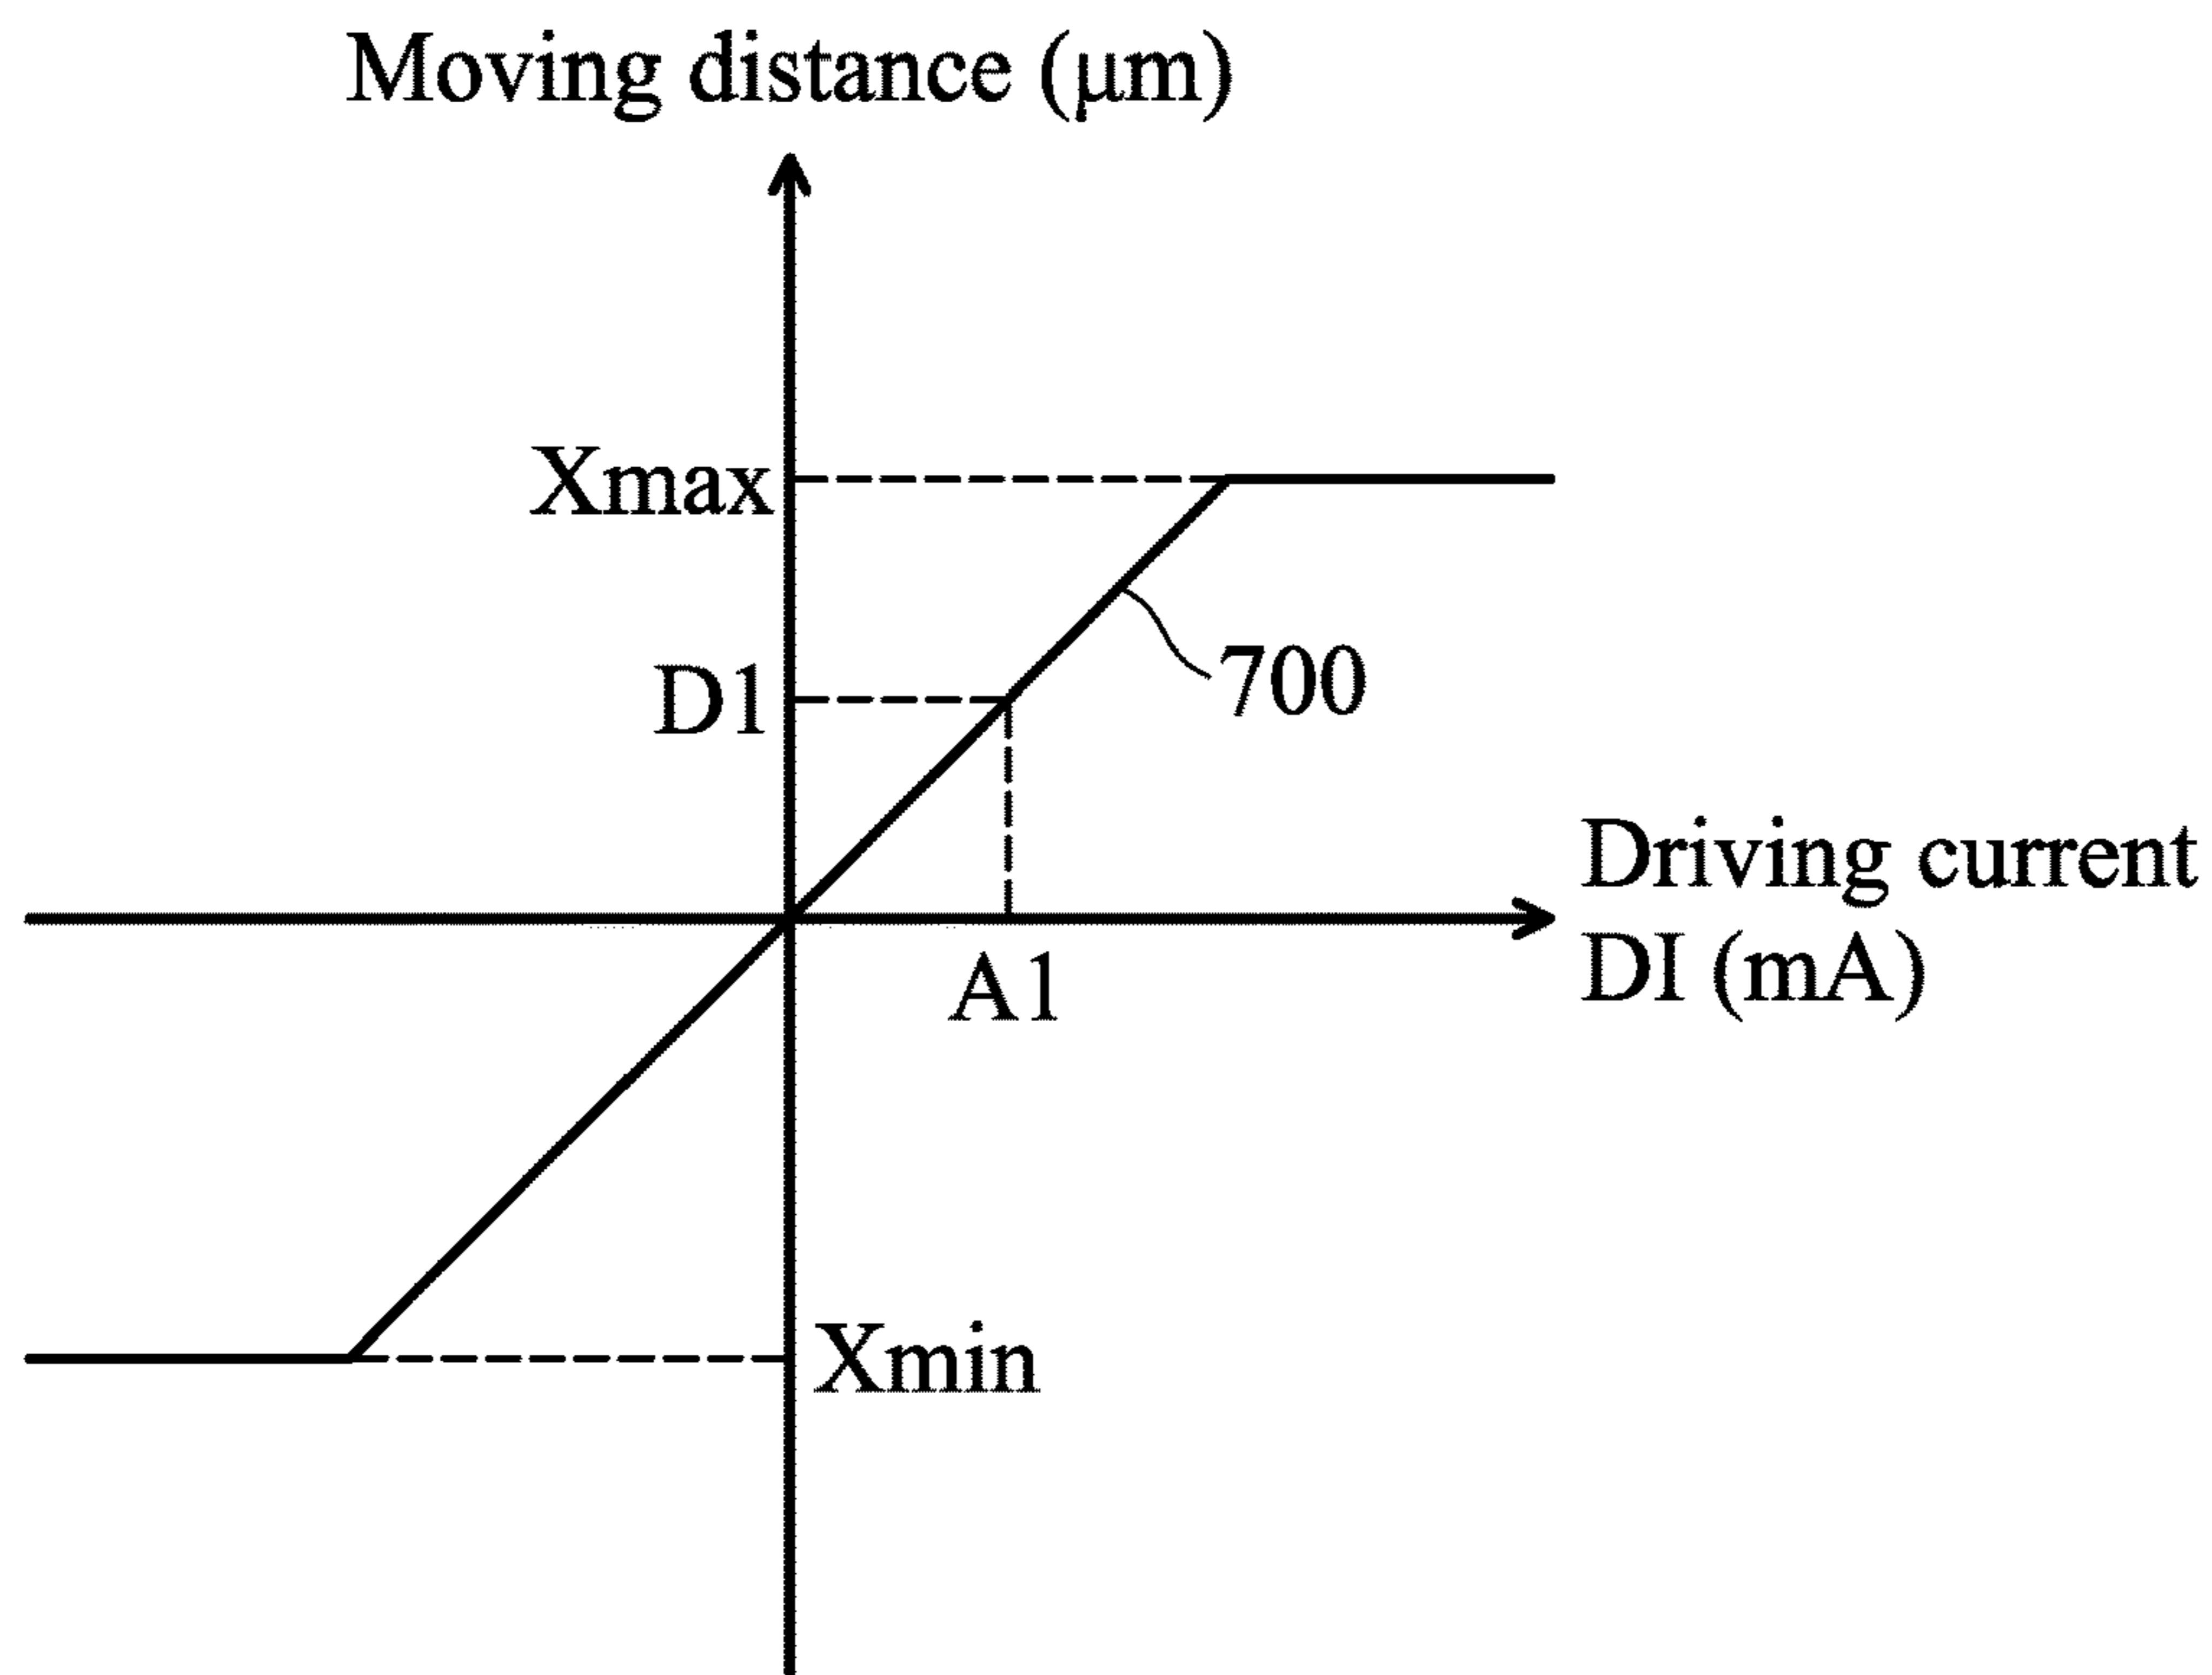 Moving distance (μm)
Xmax
D1
700
Driving current
DI (mA)
A1
Xmin